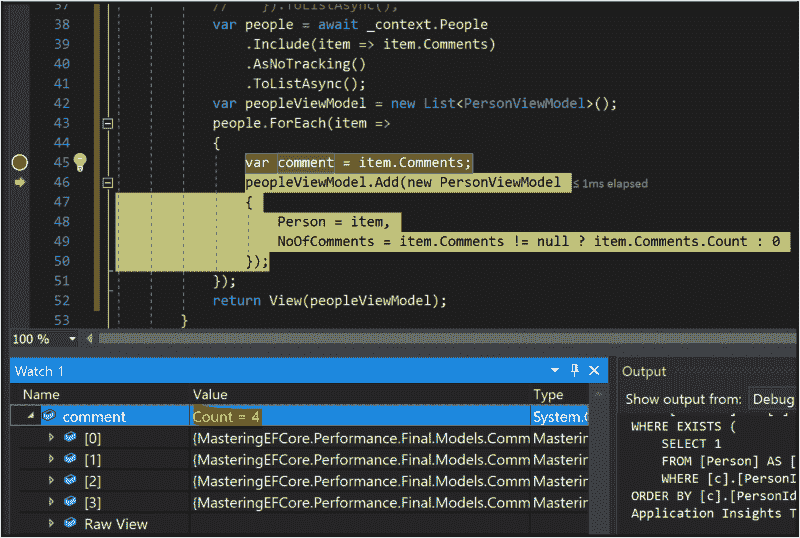 37 // }).ToListAsync();
38 var people = await _context.People
39 .Include(item => item.Comments)
40 .AsNoTracking()
41 .ToListAsync();
42 var peopleViewModel = new List<PersonViewModel>();
43 people.ForEach(item =>
44 {
45 var comment = item.Comments;
46 peopleViewModel.Add(new PersonViewModel ≤ 1ms elapsed
47 {
48 Person = item,
49 NoOfComments = item.Comments != null ? item.Comments.Count : 0
50 });
51 });
52 return View(peopleViewModel);
53 }
100 %
Watch 1
Name Value Type
comment Count = 4 System.C
[0] {MasteringEFCore.Performance.Final.Models.Comm Mastering
[1] {MasteringEFCore.Performance.Final.Models.Comm Mastering
[2] {MasteringEFCore.Performance.Final.Models.Comm Mastering
[3] {MasteringEFCore.Performance.Final.Models.Comm Mastering
Raw View
Output
Show output from: Debug
WHERE EXISTS (
SELECT 1
FROM [Person] AS [
WHERE [c].[PersonI
ORDER BY [c].[PersonId
Application Insights T